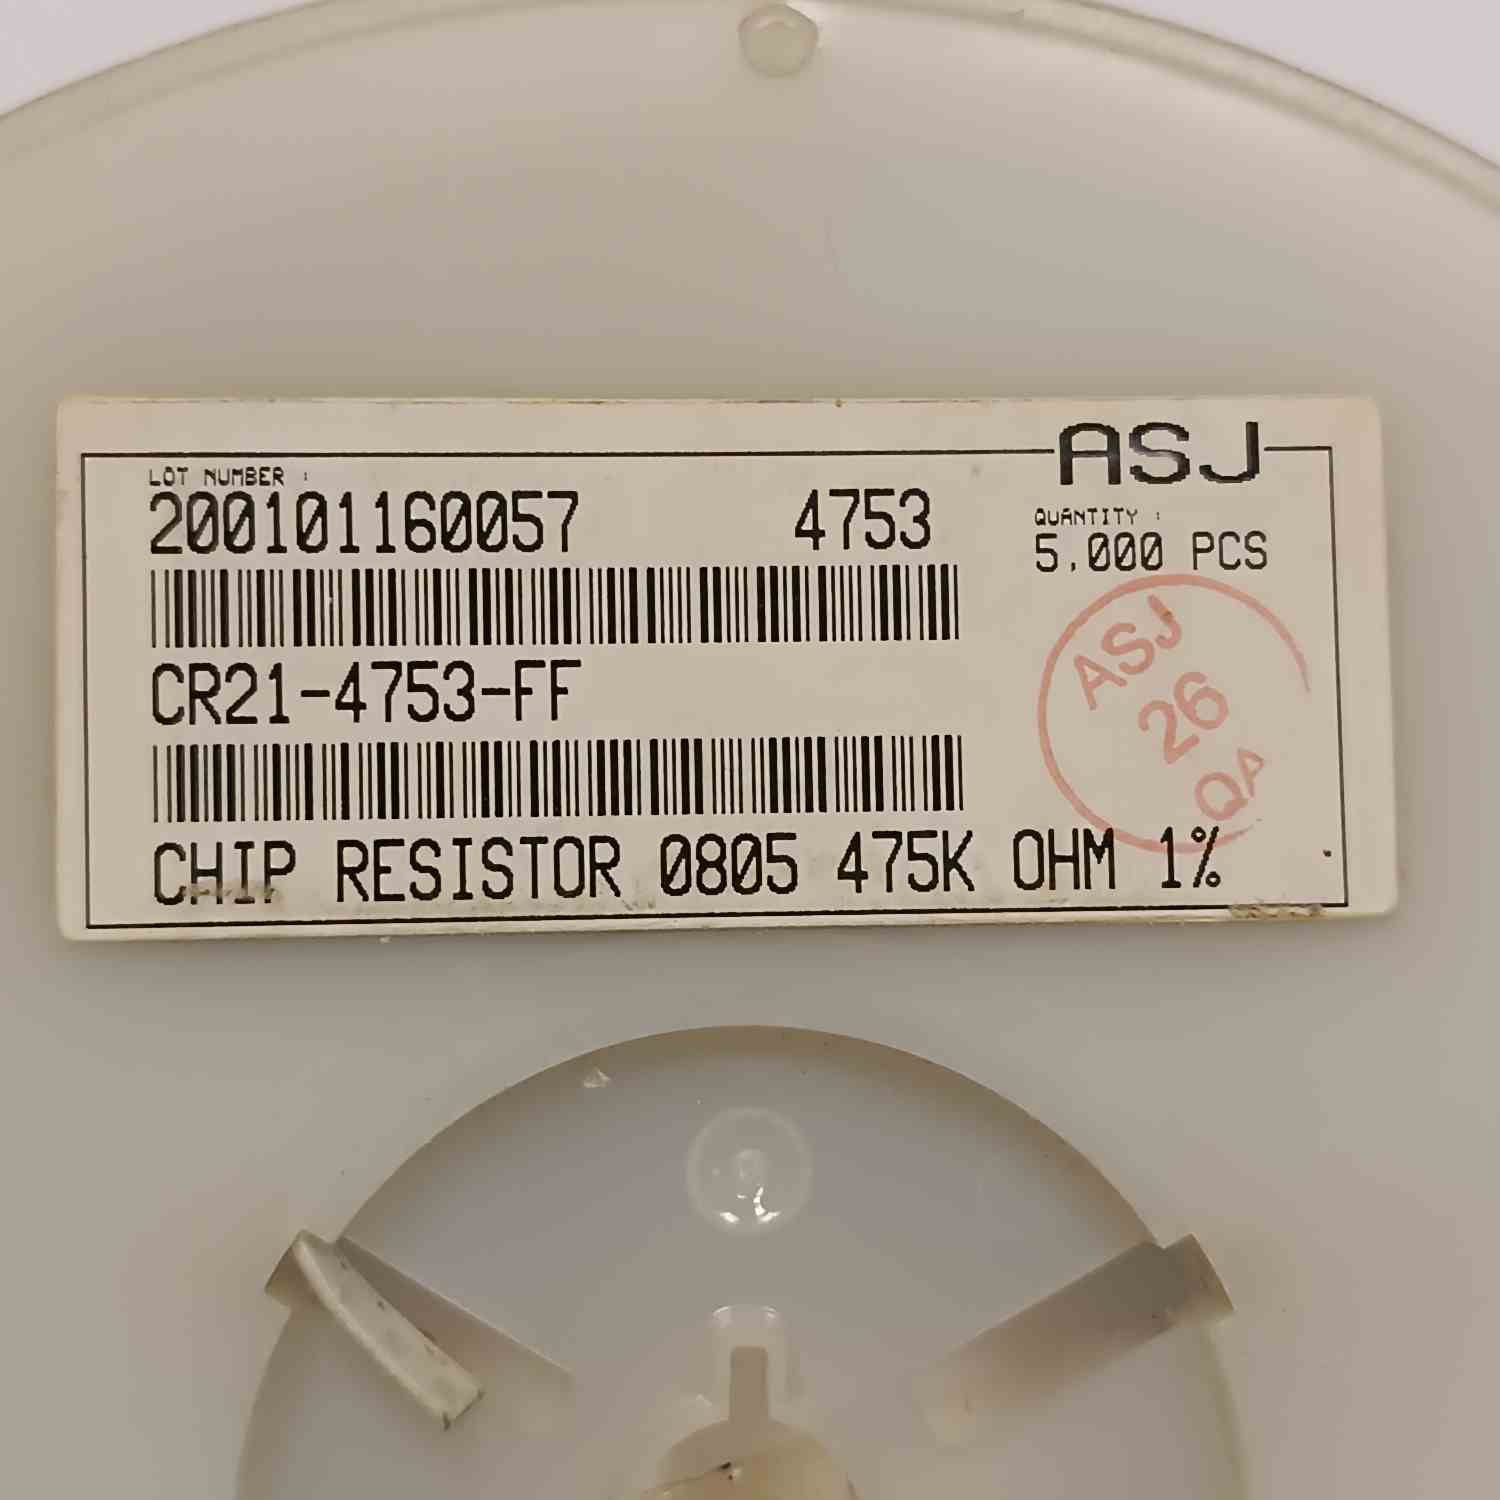 ASJ
LOT NUMBER :
200101160057 4753
QUANTITY :
5,000 PCS
CR21-4753-FF
ASJ
26
QA
CHIP RESISTOR 0805 475K OHM 1%